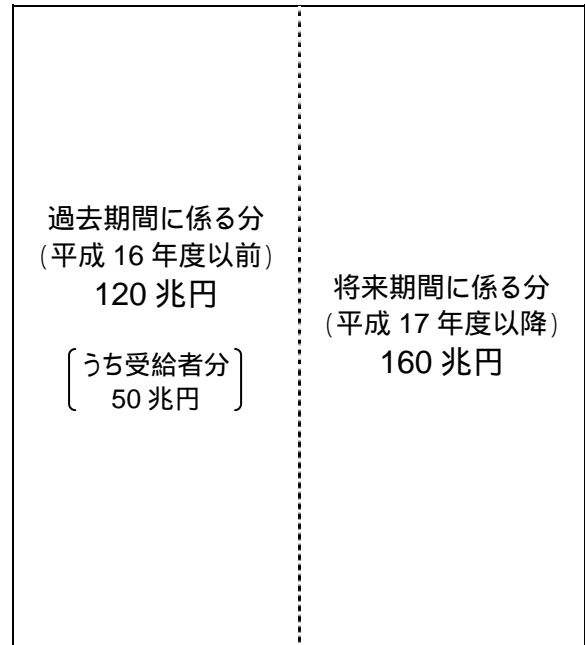 過去期間に係る分
(平成 16 年度以前)
120 兆円
うち受給者分
50 兆円
将来期間に係る分
(平成 17 年度以降)
160 兆円